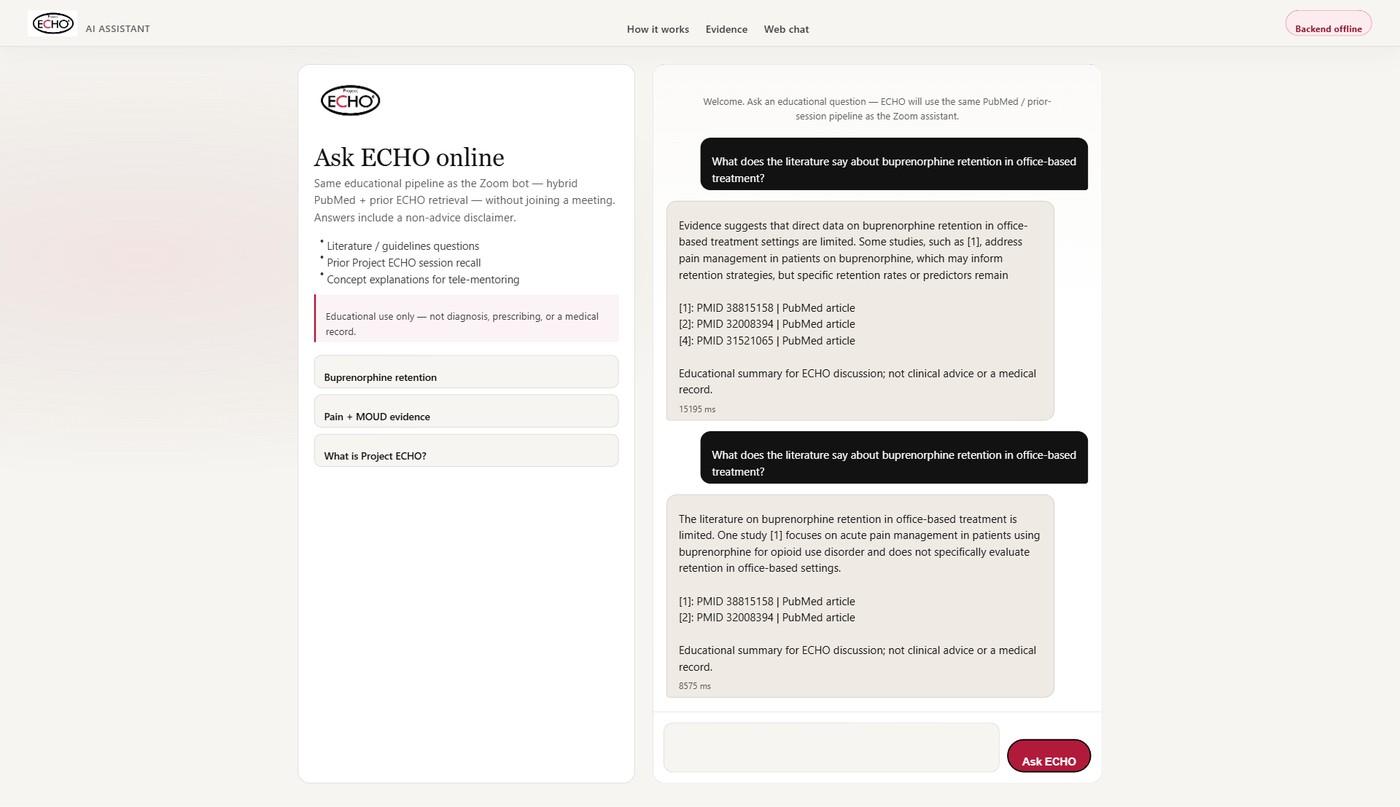 Project
ECHO
AI ASSISTANT
How it works
Evidence
Web chat
Backend offline
Project
ECHO
Ask ECHO online
Same educational pipeline as the Zoom bot — hybrid
PubMed + prior ECHO retrieval — without joining a meeting.
Answers include a non-advice disclaimer.
• Literature / guidelines questions
• Prior Project ECHO session recall
• Concept explanations for tele-mentoring
Educational use only — not diagnosis, prescribing, or a medical
record.
Buprenorphine retention
Pain + MOUD evidence
What is Project ECHO?
Welcome. Ask an educational question — ECHO will use the same PubMed / prior-
session pipeline as the Zoom assistant.
What does the literature say about buprenorphine retention in office-based
treatment?
Evidence suggests that direct data on buprenorphine retention in office-
based treatment settings are limited. Some studies, such as [1], address
pain management in patients on buprenorphine, which may inform
retention strategies, but specific retention rates or predictors remain
[1]: PMID 38815158 | PubMed article
[2]: PMID 32008394 | PubMed article
[4]: PMID 31521065 | PubMed article
Educational summary for ECHO discussion; not clinical advice or a medical
record.
15195 ms
What does the literature say about buprenorphine retention in office-based
treatment?
The literature on buprenorphine retention in office-based treatment is
limited. One study [1] focuses on acute pain management in patients using
buprenorphine for opioid use disorder and does not specifically evaluate
retention in office-based settings.
[1]: PMID 38815158 | PubMed article
[2]: PMID 32008394 | PubMed article
Educational summary for ECHO discussion; not clinical advice or a medical
record.
8575 ms
Ask ECHO